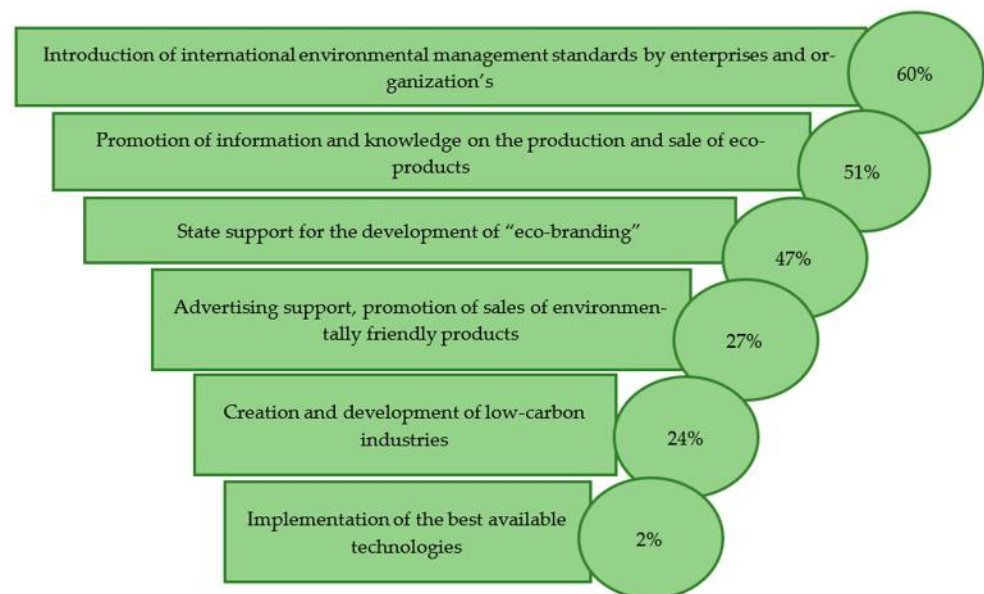 Introduction of international environmental management standards by enterprises and or-
ganization's
60%
Promotion of information and knowledge on the production and sale of eco-
products
51%
State support for the development of “eco-branding”
47%
Advertising support, promotion of sales of environmen-
tally friendly products
27%
Creation and development of low-carbon
industries
24%
Implementation of the best available
technologies
2%